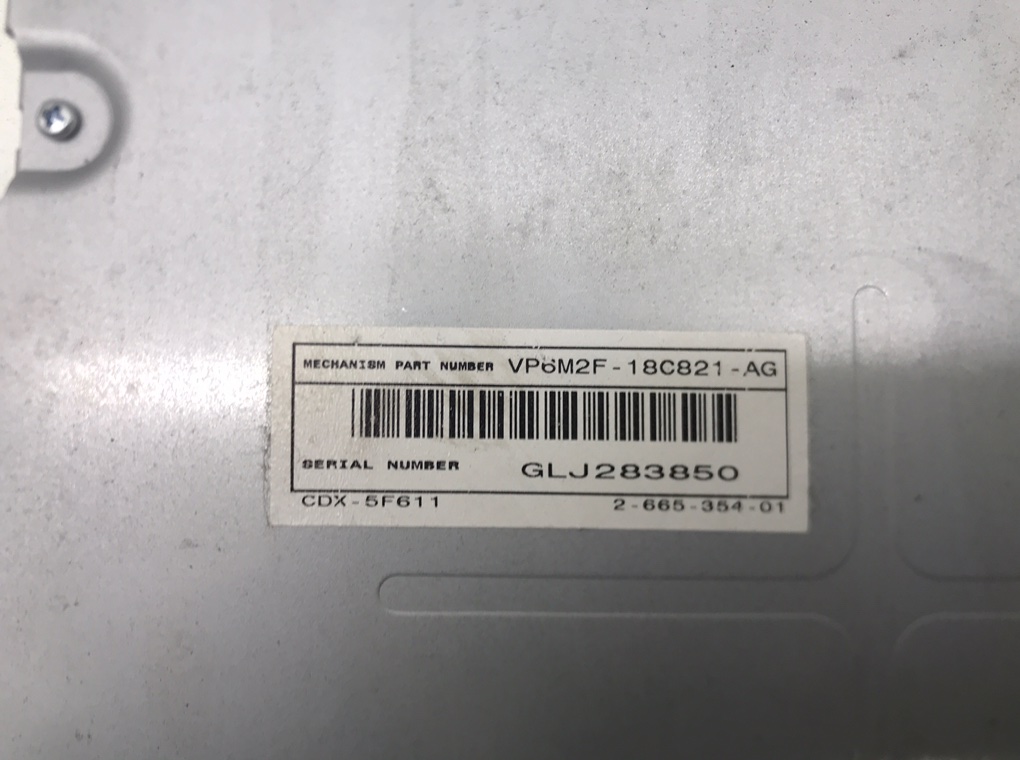 MECHANISM PART NUMBER VP6M2F-18C821-AG
SERIAL NUMBER GLJ283850
CDX-5F611 2-665-354-01